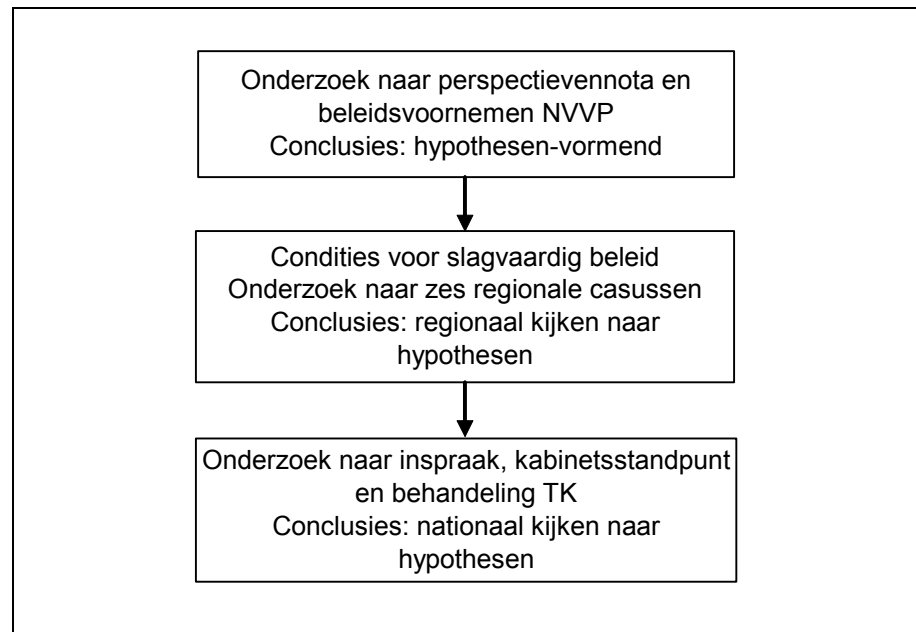 Onderzoek naar perspectievennota en
beleidsvoornemen NVVP
Conclusies: hypothesen-vormend
Condities voor slagvaardig beleid
Onderzoek naar zes regionale casussen
Conclusies: regionaal kijken naar
hypothesen
Onderzoek naar inspraak, kabinetsstandpunt
en behandeling TK
Conclusies: nationaal kijken naar
hypothesen